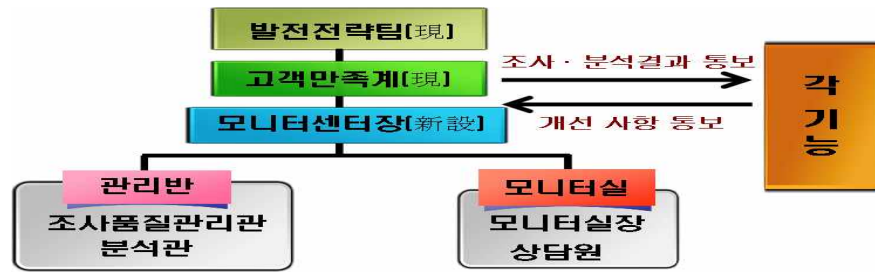 발전전략팀(現)
고객만족계(現)
모니터센터장(新設)
조사 · 분석결과 통보
개선 사항 통보
각
기
능
관리반
조사품질관리관
분석관
모니터실
모니터실장
상담원